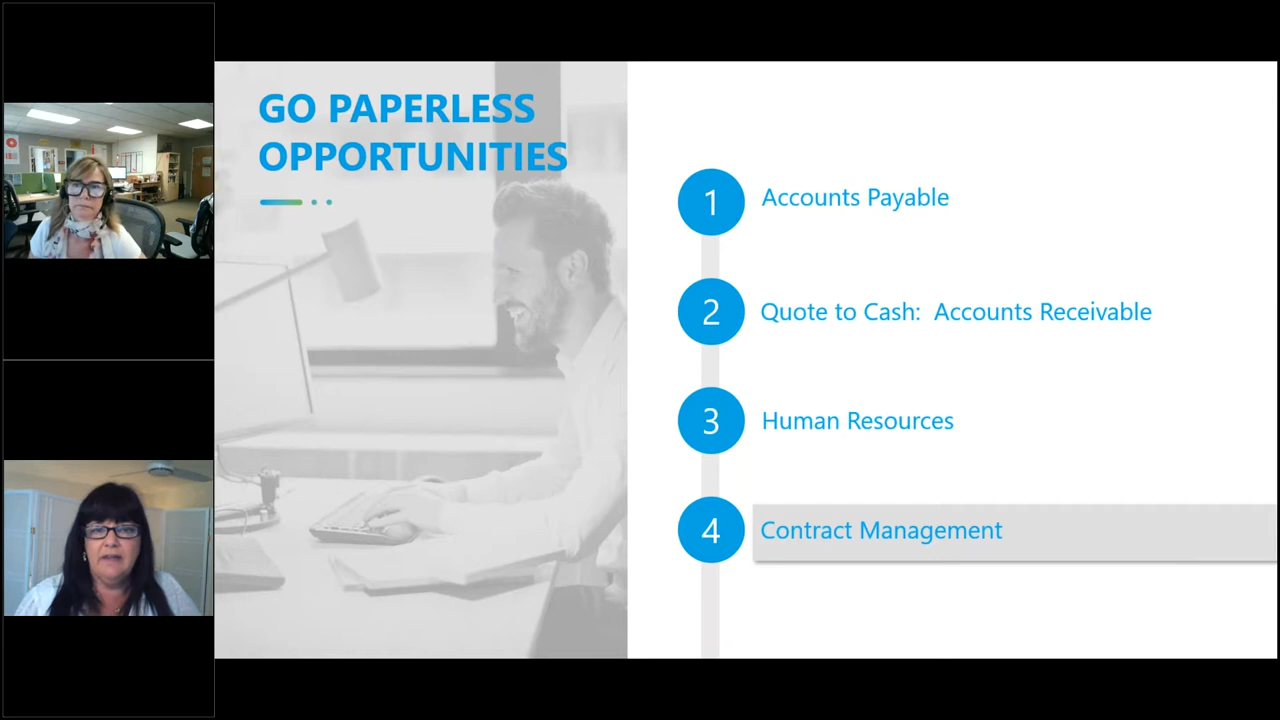 GO PAPERLESS
OPPORTUNITIES
1 Accounts Payable
2 Quote to Cash:  Accounts Receivable
3 Human Resources
4 Contract Management